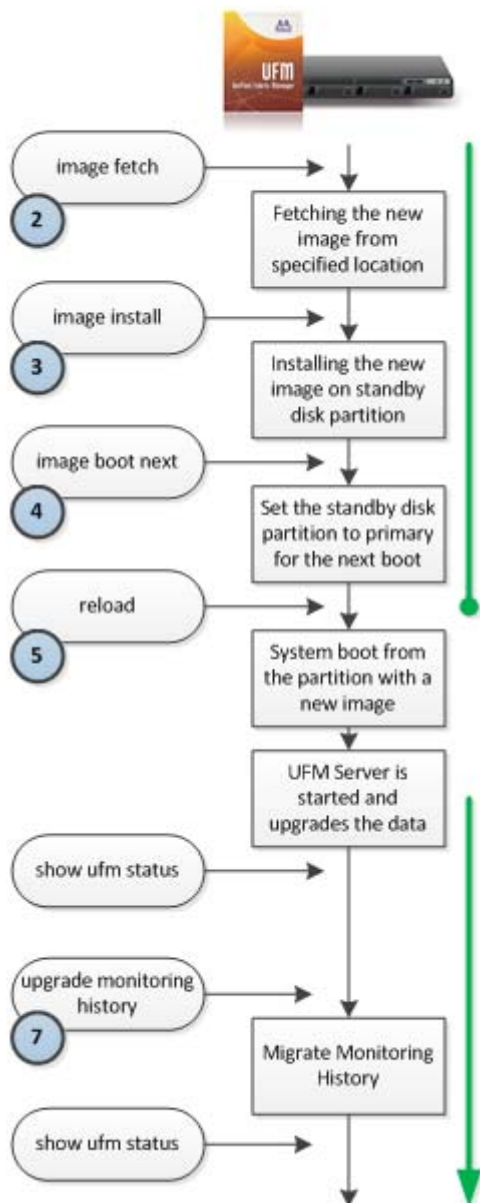 UFM
image fetch
2
Fetching the new
image from
specified location
image install
3
Installing the new
image on standby
disk partition
image boot next
4
Set the standby disk
partition to primary
for the next boot
reload
5
System boot from
the partition with a
new image
UFM Server is
started and
upgrades the data
show ufm status
upgrade monitoring
history
7
Migrate Monitoring
History
show ufm status